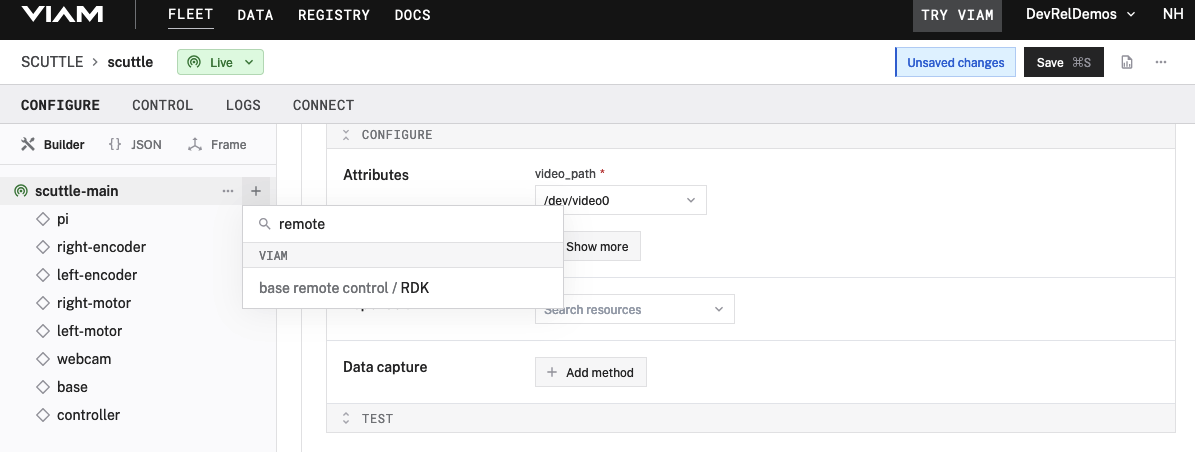 VIAM FLEET DATA REGISTRY DOCS TRY VIAM DevRelDemos NH
SCUTTLE > scuttle Live Unsaved changes Save ⌘S ...
CONFIGURE CONTROL LOGS CONNECT
Builder {} JSON Frame
CONFIGURE
Attributes
video_path *
/dev/video0
Show more
Search resources
Data capture
+ Add method
TEST
scuttle-main ... +
pi
right-encoder
left-encoder
right-motor
left-motor
webcam
base
controller
remote
VIAM
base remote control / RDK